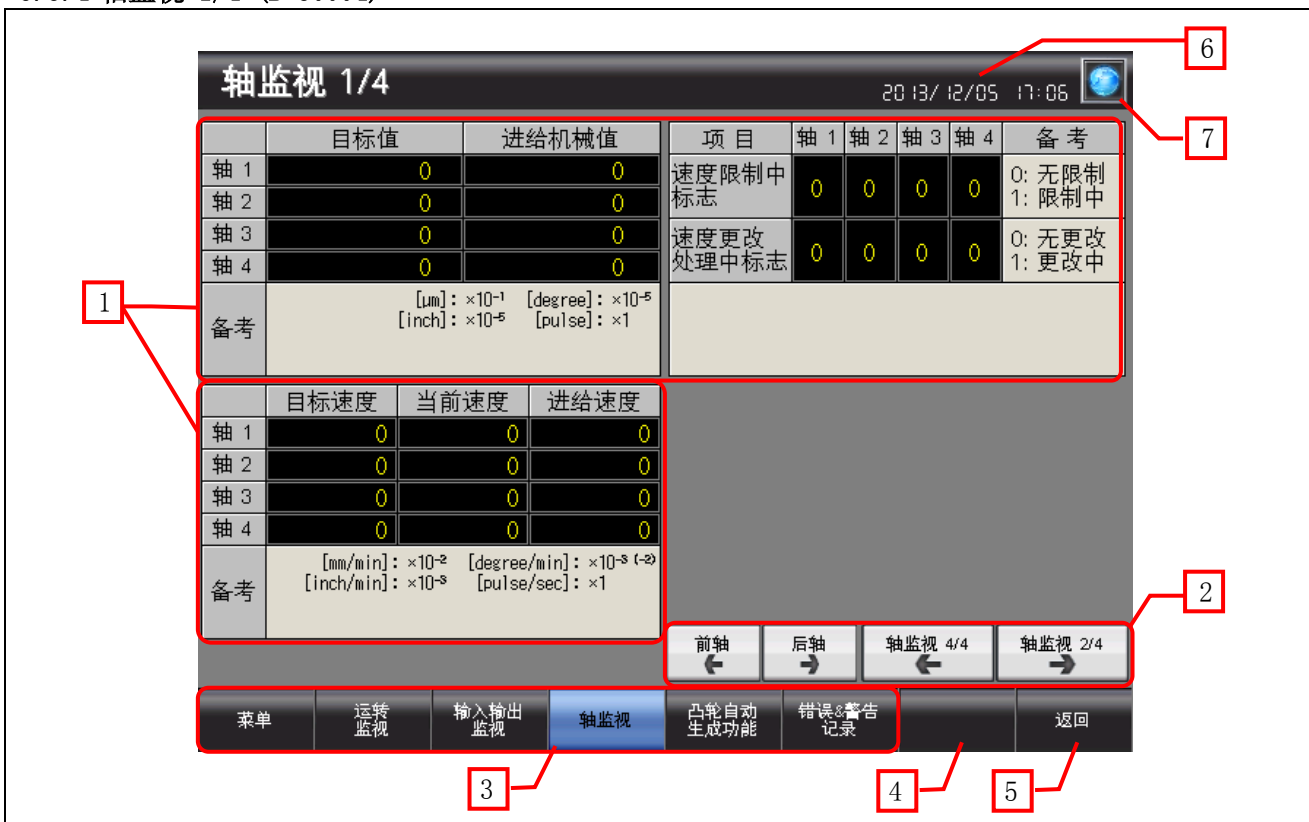 轴监视 1/4
2013/12/05 17:06
6
7
目标值 进给机械值
轴 1 0 0
轴 2 0 0
轴 3 0 0
轴 4 0 0
备考 [μm]: ×10⁻¹ [degree]: ×10⁻⁵
[inch]: ×10⁻⁵ [pulse]: ×1
项 目 轴 1 轴 2 轴 3 轴 4 备 考
速度限制中
标志 0 0 0 0 0: 无限制
1: 限制中
速度更改
处理中标志 0 0 0 0 0: 无更改
1: 更改中
1
目标速度 当前速度 进给速度
轴 1 0 0 0
轴 2 0 0 0
轴 3 0 0 0
轴 4 0 0 0
备考 [mm/min]: ×10⁻² [degree/min]: ×10⁻³ ⁽⁻²⁾
[inch/min]: ×10⁻³ [pulse/sec]: ×1
2
前轴 后轴 轴监视 4/4 轴监视 2/4
菜单 运转
监视 输入输出
监视 轴监视 凸轮自动
生成功能 错误&警告
记录 返回
3
4
5